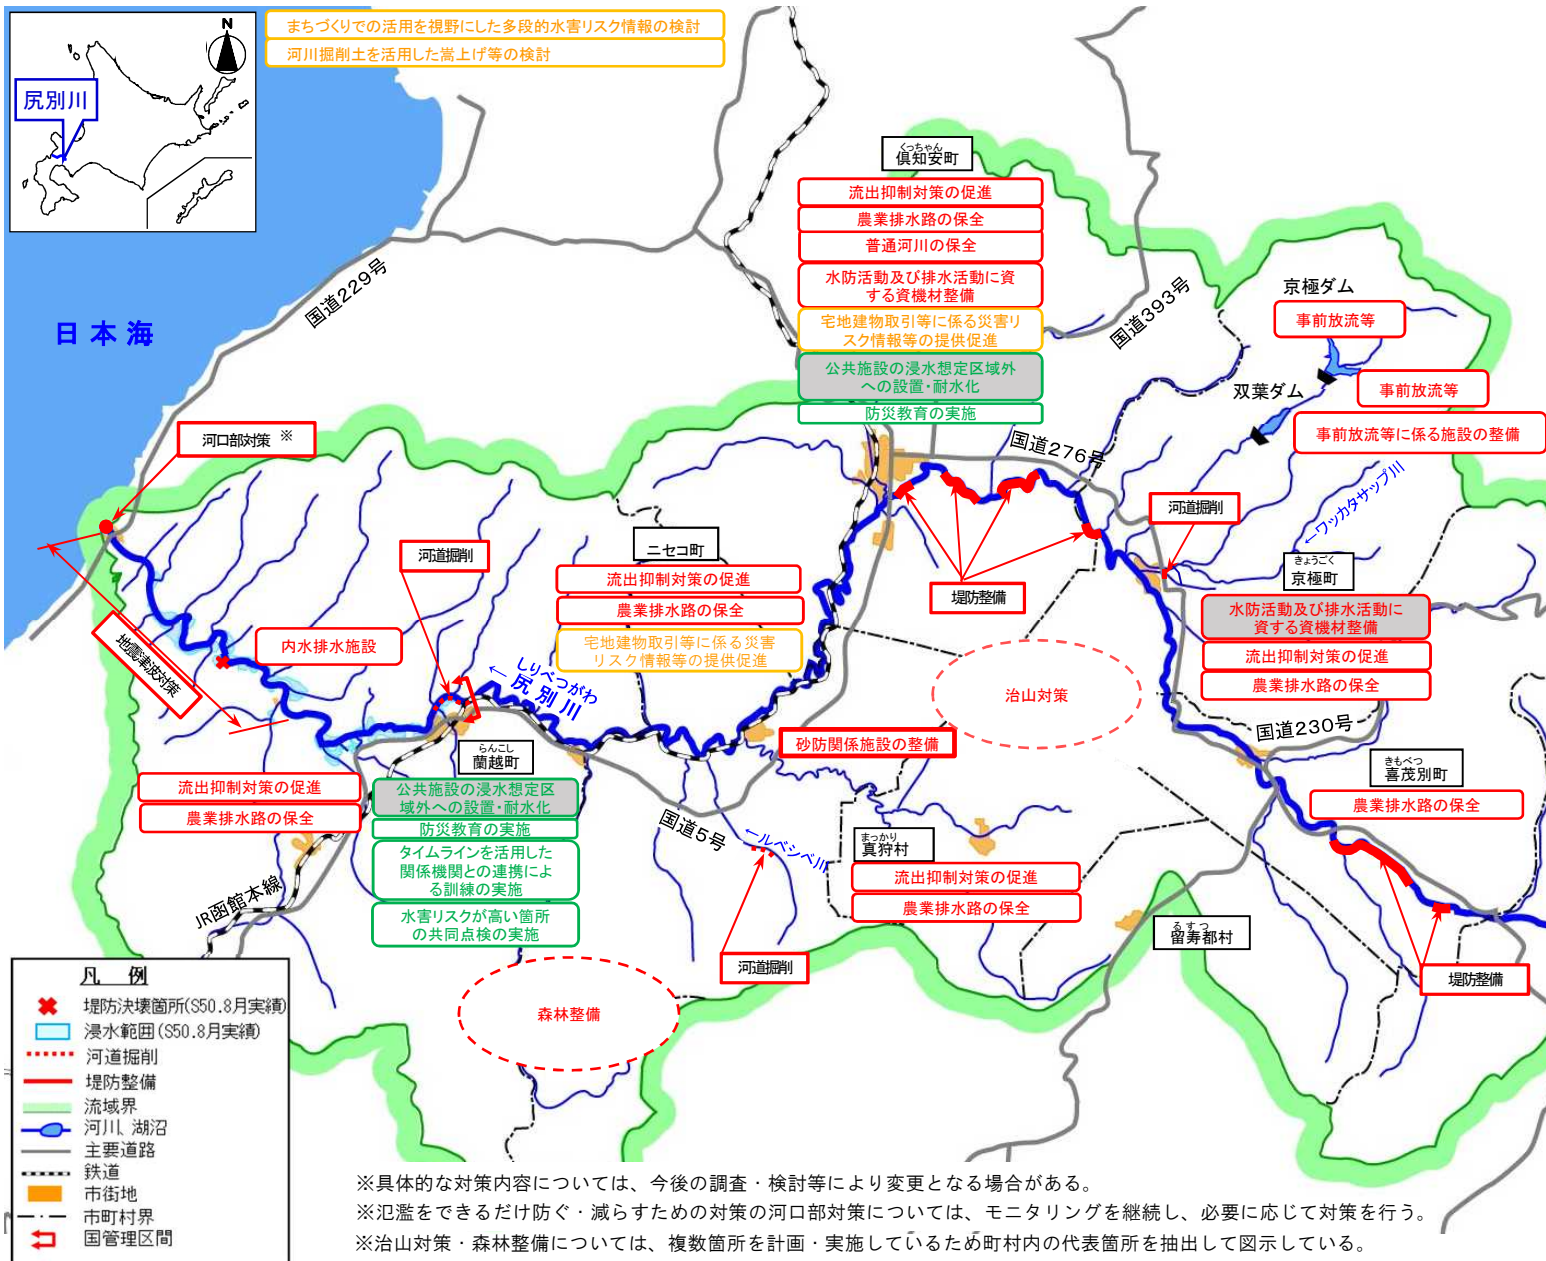 まちづくりでの活用を視野にした多段的水害リスク情報の検討
河川掘削土を活用した嵩上げ等の検討
N
尻別川
日本海
国道229号
くっちゃん
倶知安町
流出抑制対策の促進
農業排水路の保全
普通河川の保全
水防活動及び排水活動に資
する資機材整備
宅地建物取引等に係る災害リ
スク情報等の提供促進
公共施設の浸水想定区域外
への設置・耐水化
防災教育の実施
国道393号
京極ダム
事前放流等
双葉ダム
事前放流等
事前放流等に係る施設の整備
国道276号
←ワッカタサップ川
河道掘削
きょうごく
京極町
水防活動及び排水活動に
資する資機材整備
流出抑制対策の促進
農業排水路の保全
河口部対策 ※
地震津波対策
内水排水施設
河道掘削
ニセコ町
流出抑制対策の促進
農業排水路の保全
宅地建物取引等に係る災害
リスク情報等の提供促進
しりべつがわ
←尻別川
堤防整備
治山対策
砂防関係施設の整備
国道230号
きもべつ
喜茂別町
農業排水路の保全
らんこし
蘭越町
流出抑制対策の促進
農業排水路の保全
公共施設の浸水想定区
域外への設置・耐水化
防災教育の実施
タイムラインを活用した
関係機関との連携によ
る訓練の実施
水害リスクが高い箇所
の共同点検の実施
国道5号
←ルベシベ川
まっかり
真狩村
流出抑制対策の促進
農業排水路の保全
るすつ
留寿都村
堤防整備
河道掘削
JR函館本線
森林整備
凡 例
堤防決壊箇所(S50.8月実績)
浸水範囲(S50.8月実績)
河道掘削
堤防整備
流域界
河川、湖沼
主要道路
鉄道
市街地
市町村界
国管理区間
※具体的な対策内容については、今後の調査・検討等により変更となる場合がある。
※氾濫をできるだけ防ぐ・減らすための対策の河口部対策については、モニタリングを継続し、必要に応じて対策を行う。
※治山対策・森林整備については、複数箇所を計画・実施しているため町村内の代表箇所を抽出して図示している。